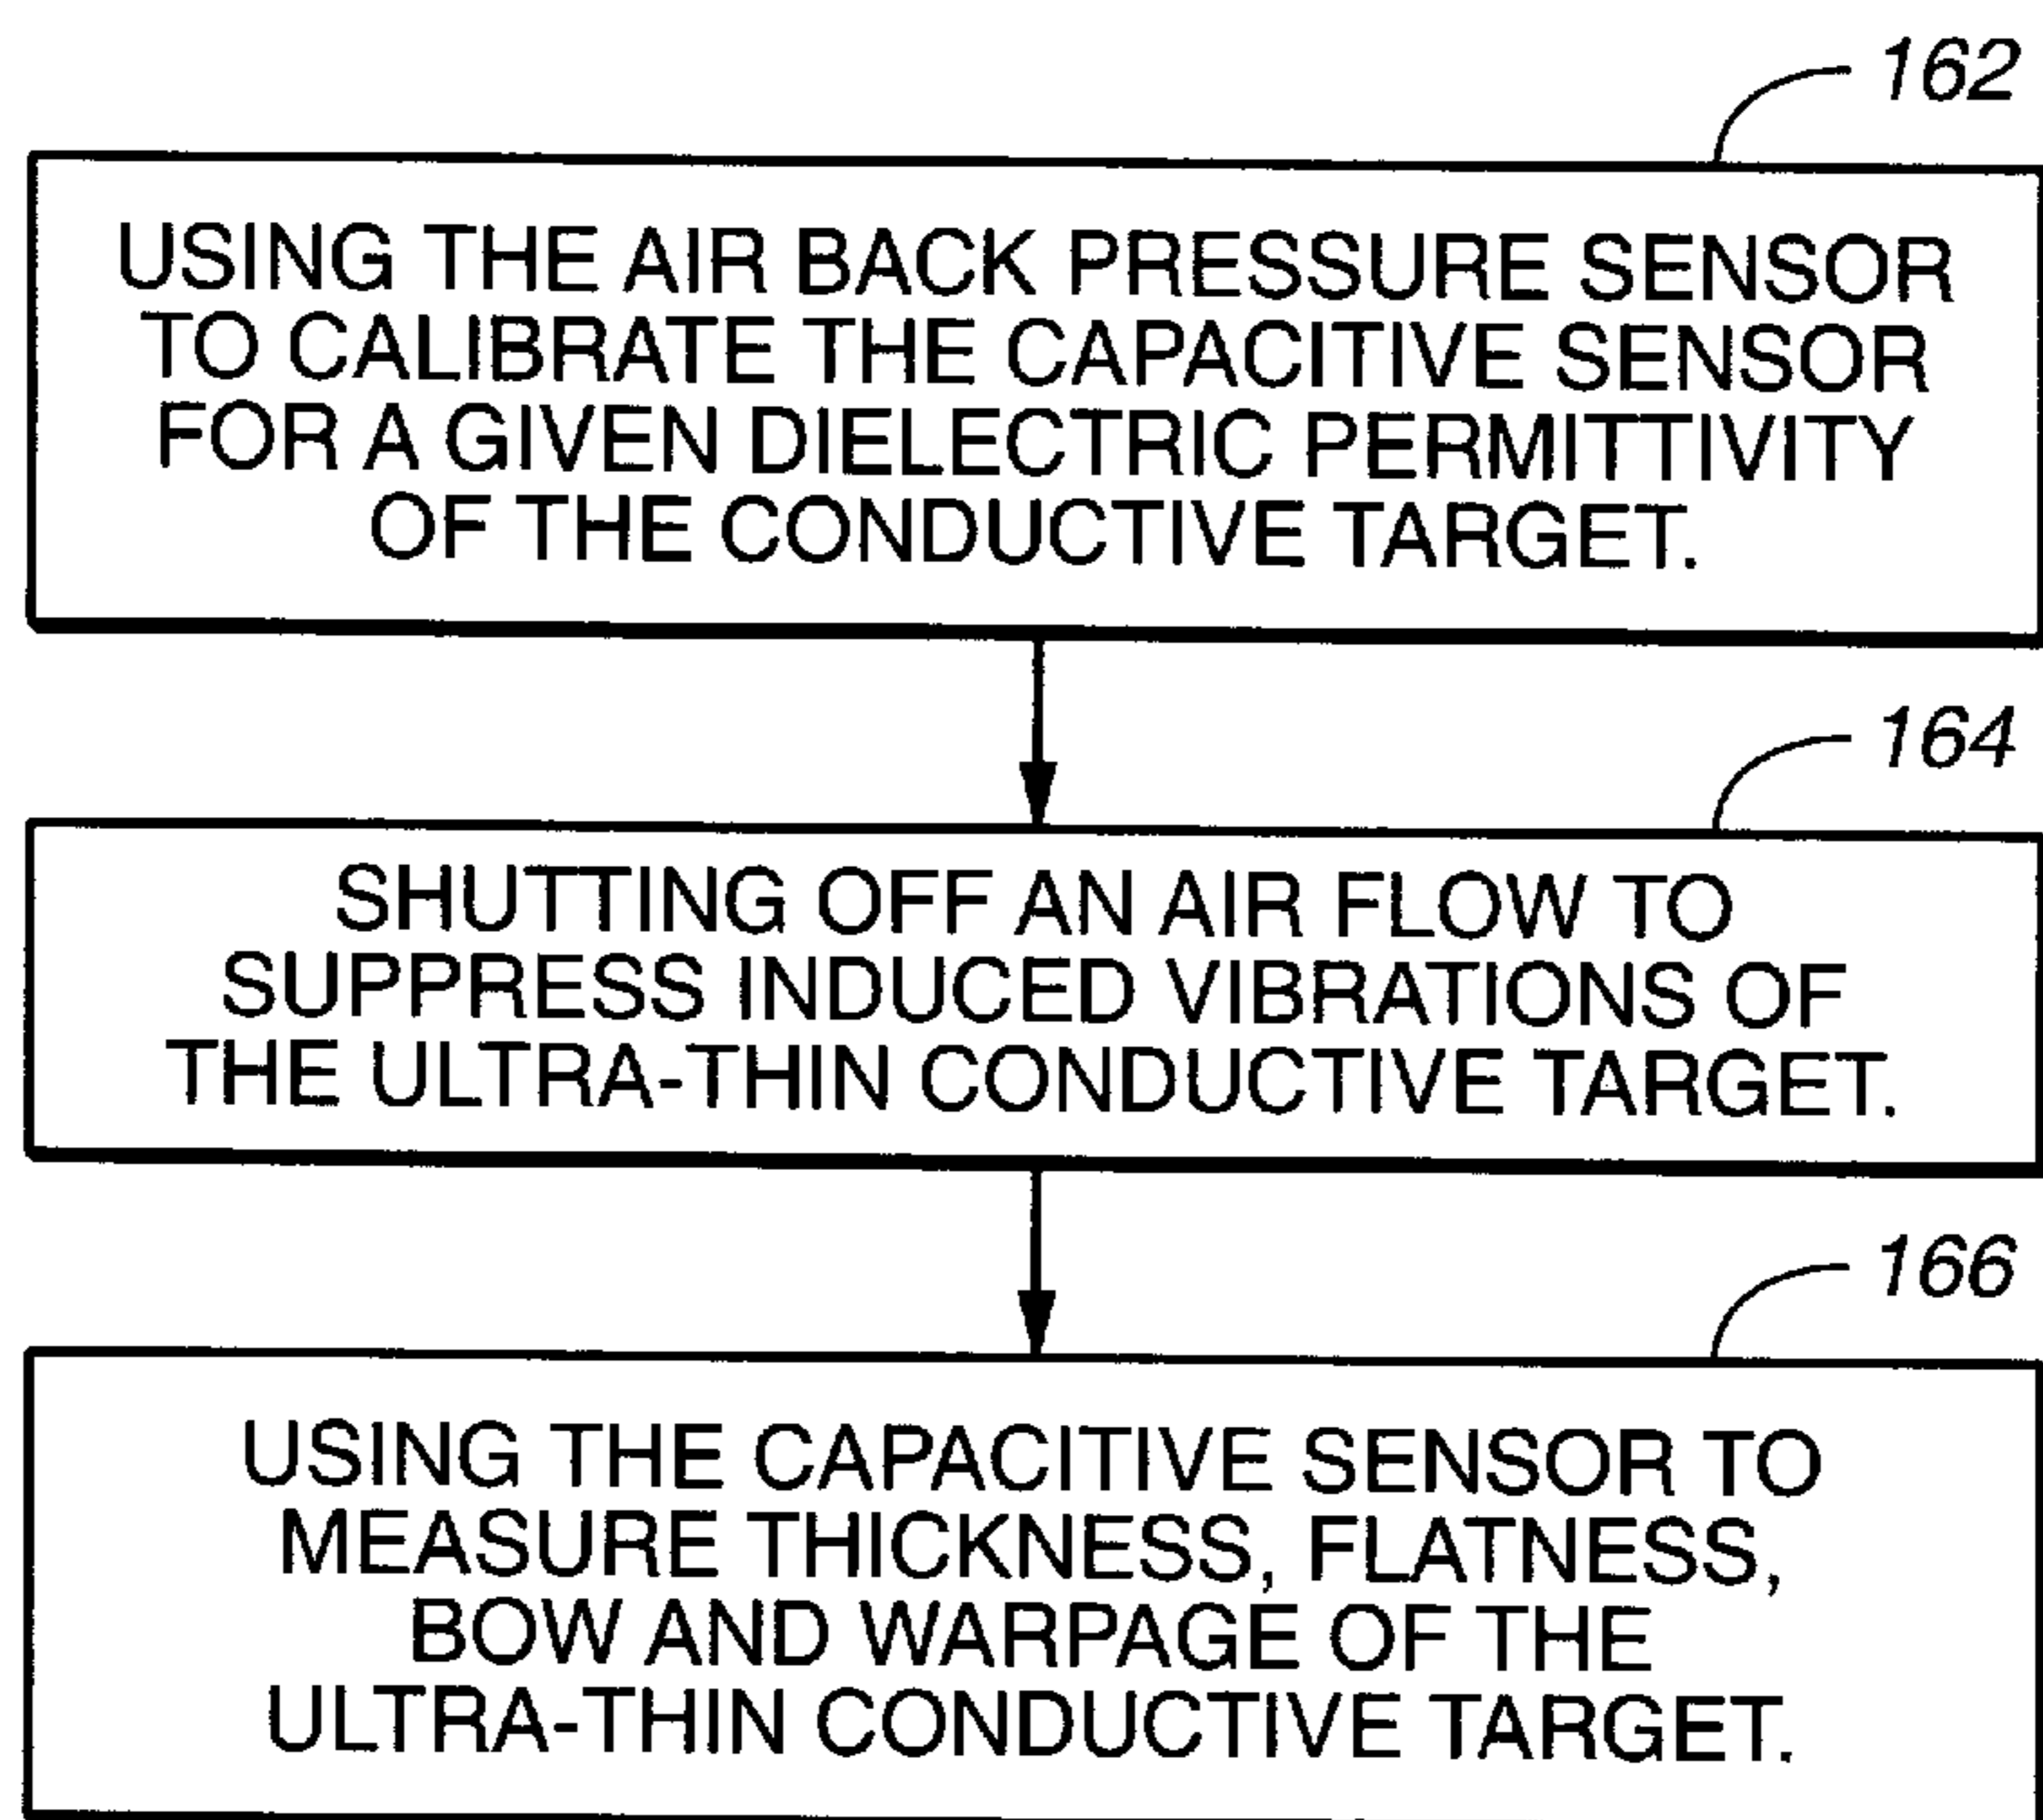 162
USING THE AIR BACK PRESSURE SENSOR
TO CALIBRATE THE CAPACITIVE SENSOR
FOR A GIVEN DIELECTRIC PERMITTIVITY
OF THE CONDUCTIVE TARGET.
164
SHUTTING OFF AN AIR FLOW TO
SUPPRESS INDUCED VIBRATIONS OF
THE ULTRA-THIN CONDUCTIVE TARGET.
166
USING THE CAPACITIVE SENSOR TO
MEASURE THICKNESS, FLATNESS,
BOW AND WARPAGE OF THE
ULTRA-THIN CONDUCTIVE TARGET.